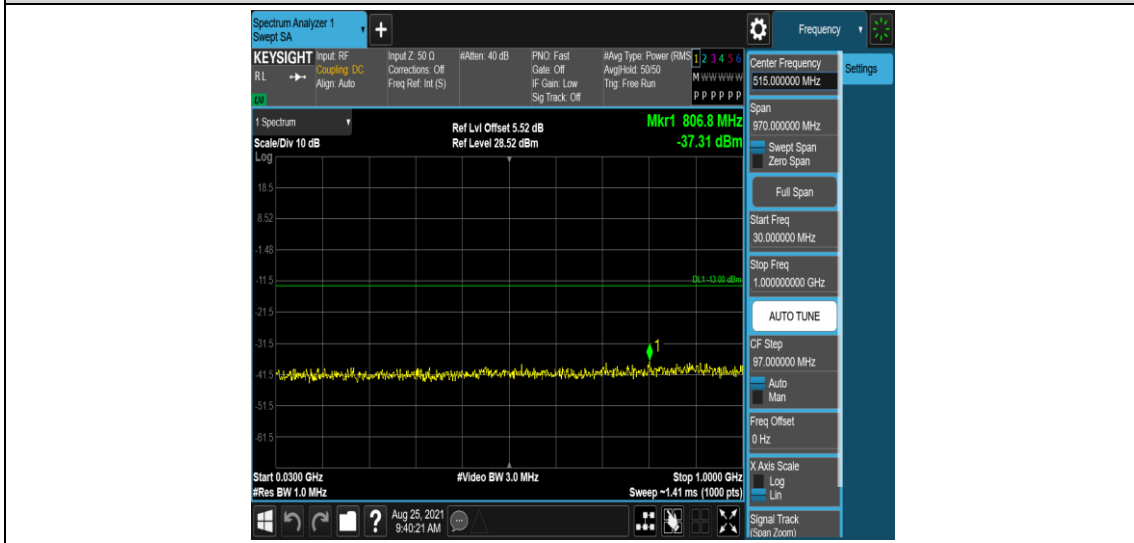 Spectrum Analyzer 1
Swept SA
Frequency
KEYSIGHT
RL
Input: RF
Coupling: DC
Align: Auto
Input Z: 50 Ω
Corrections: Off
Freq Ref: Int (S)
#Atten: 40 dB
PNO: Fast
Gate: Off
IF Gain: Low
Sig Track: Off
#Avg Type: Power (RMS
Avg|Hold: 50/50
Trig: Free Run
1 2 3 4 5 6
M W W W W W
P P P P P P
1 Spectrum
Scale/Div 10 dB
Log
Ref Lvl Offset 5.52 dB
Ref Level 28.52 dBm
Mkr1 806.8 MHz
-37.31 dBm
18.5
8.52
-1.48
-11.5
DL1 -13.00 dBm
-21.5
-31.5
1
-41.5
-51.5
-61.5
Start 0.0300 GHz
#Res BW 1.0 MHz
#Video BW 3.0 MHz
Stop 1.0000 GHz
Sweep ~1.41 ms (1000 pts)
Aug 25, 2021
9:40:21 AM
Center Frequency
515.000000 MHz
Settings
Span
970.000000 MHz
Swept Span
Zero Span
Full Span
Start Freq
30.000000 MHz
Stop Freq
1.000000000 GHz
AUTO TUNE
CF Step
97.000000 MHz
Auto
Man
Freq Offset
0 Hz
X Axis Scale
Log
Lin
Signal Track
(Span Zoom)